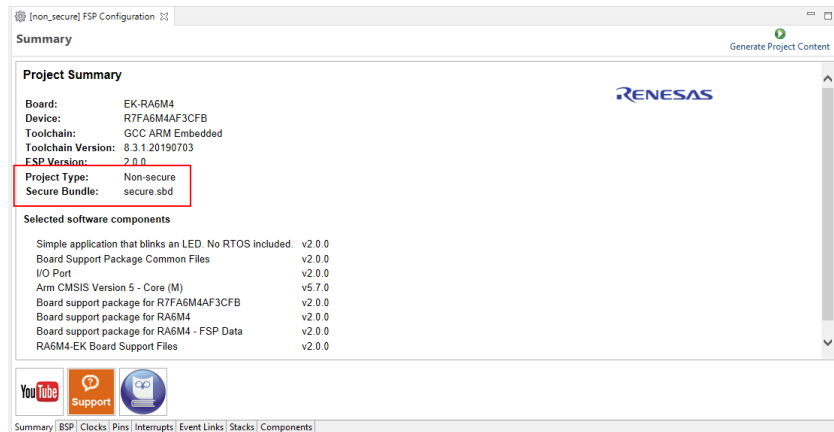 [non_secure] FSP Configuration
Summary
Generate Project Content
Project Summary
RENESAS
Board: EK-RA6M4
Device: R7FA6M4AF3CFB
Toolchain: GCC ARM Embedded
Toolchain Version: 8.3.1.20190703
FSP Version: 2.0.0
Project Type: Non-secure
Secure Bundle: secure.sbd
Selected software components
Simple application that blinks an LED. No RTOS included. v2.0.0
Board Support Package Common Files v2.0.0
I/O Port v2.0.0
Arm CMSIS Version 5 - Core (M) v5.7.0
Board support package for R7FA6M4AF3CFB v2.0.0
Board support package for RA6M4 v2.0.0
Board support package for RA6M4 - FSP Data v2.0.0
RA6M4-EK Board Support Files v2.0.0
YouTube
Support
Summary BSP Clocks Pins Interrupts Event Links Stacks Components